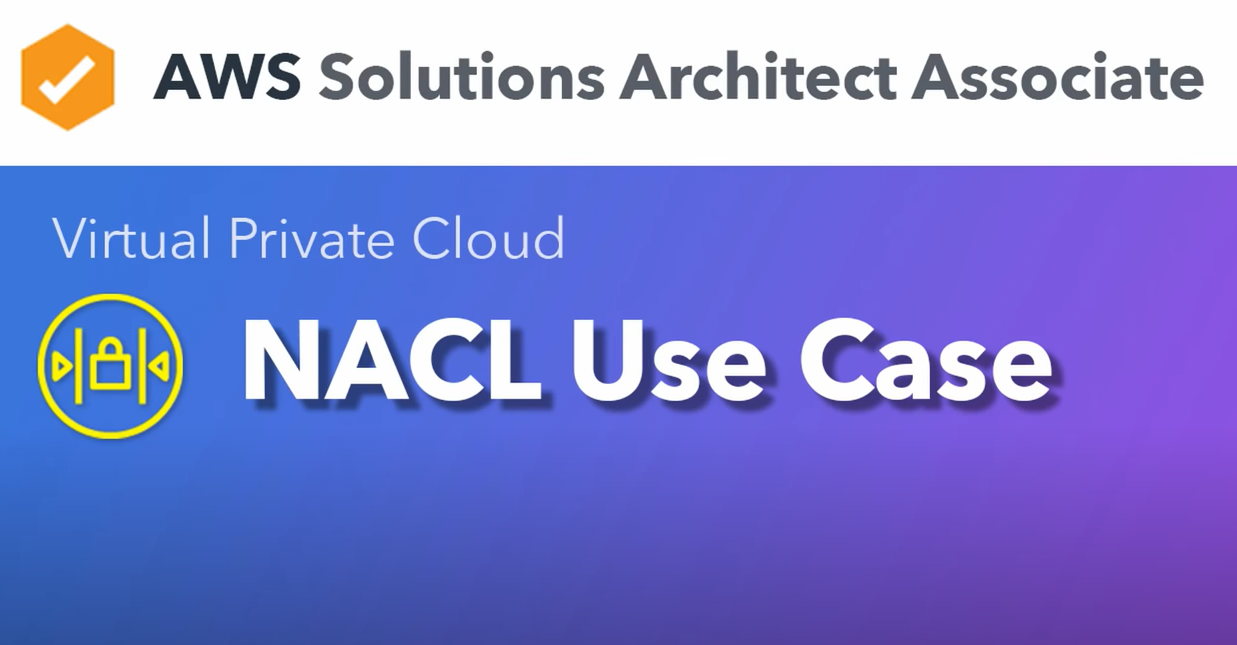 AWS Solutions Architect Associate
Virtual Private Cloud
NACL Use Case